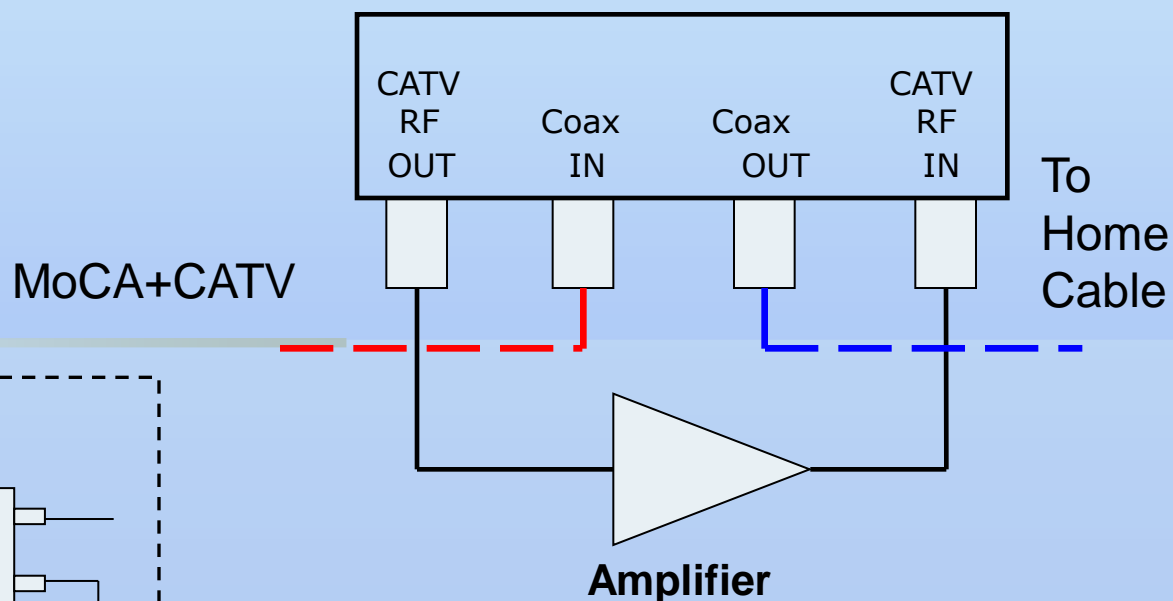 CATV
RF
OUT
Coax
IN
Coax
OUT
CATV
RF
IN
To
Home
Cable
MoCA+CATV
Amplifier